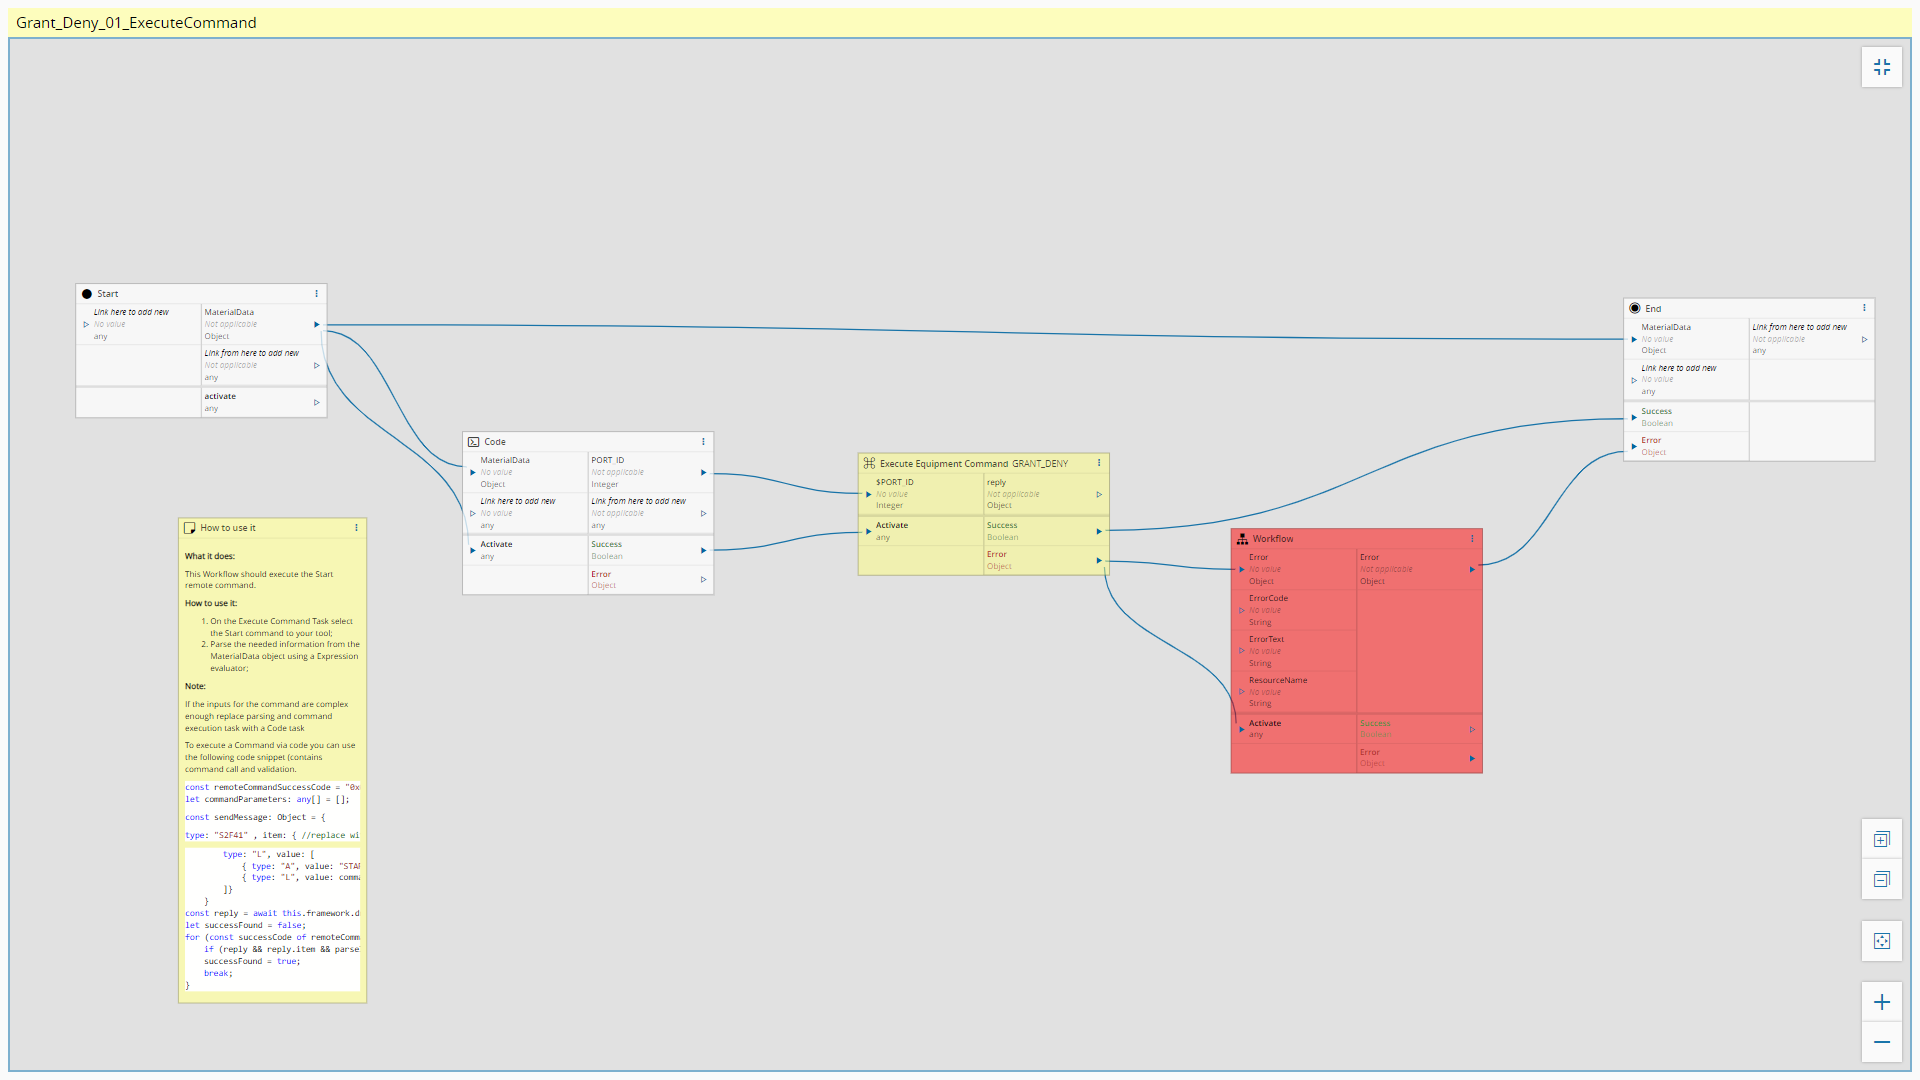 Grant_Deny_01_ExecuteCommand
Start
Link here to add new
No value
any
MaterialData
Not applicable
Object
Link from here to add new
Not applicable
any
activate
any
How to use it
What it does:
This Workflow should execute the Start
remote command.
How to use it:
1. On the Execute Command Task select
the Start command to your tool;
2. Parse the needed information from the
MaterialData object using a Expression
evaluator;
Note:
If the inputs for the command are complex
enough replace parsing and command
execution task with a Code task
To execute a Command via code you can use
the following code snippet (contains
command call and validation.
const remoteCommandSuccessCode = "0x
let commandParameters: any[] = [];
const sendMessage: Object = {
type: "S2F41" , item: { //replace wi
type: "L", value: [
{ type: "A", value: "STA
{ type: "L", value: comm
]}
}
const reply = await this.framework.d
let successFound = false;
for (const successCode of remoteComm
if (reply && reply.item && parse
successFound = true;
break;
}
Code
MaterialData
No value
Object
Link here to add new
No value
any
Activate
any
PORT_ID
Not applicable
Integer
Link from here to add new
Not applicable
any
Success
Boolean
Error
Object
Execute Equipment Command GRANT_DENY
$PORT_ID
No value
Integer
Activate
any
reply
Not applicable
Object
Success
Boolean
Error
Object
Workflow
Error
No value
Object
ErrorCode
No value
String
ErrorText
No value
String
ResourceName
No value
String
Activate
any
Error
Not applicable
Object
Success
Boolean
Error
Object
End
MaterialData
No value
Object
Link here to add new
No value
any
Success
Boolean
Error
Object
Link from here to add new
Not applicable
any